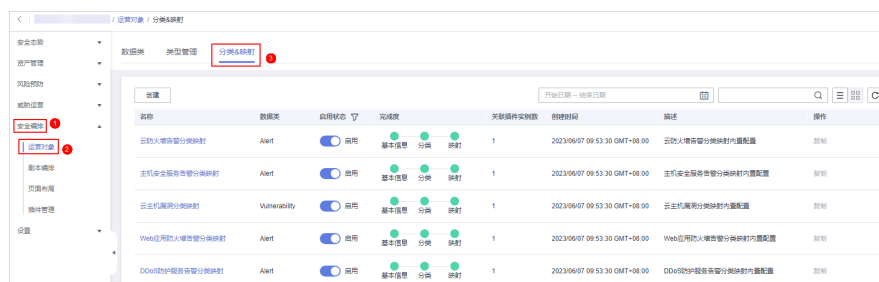 / 运营对象 / 分类&映射
安全态势
资产管理
风险预防
威胁运营
安全编排 1
运营对象 2
剧本编排
页面布局
插件管理
设置
数据类 类型管理 分类&映射 3
创建 开始日期 – 结束日期
名称 数据类 启用状态 完成度 关联插件实例数 创建时间 描述 操作
云防火墙告警分类映射 Alert 启用 基本信息 分类 映射 1 2023/06/07 09:53:30 GMT+08:00 云防火墙告警分类映射内置配置 复制
主机安全服务告警分类映射 Alert 启用 基本信息 分类 映射 1 2023/06/07 09:53:30 GMT+08:00 主机安全服务告警分类映射内置配置 复制
云主机漏洞分类映射 Vulnerability 启用 基本信息 分类 映射 1 2023/06/07 09:53:30 GMT+08:00 云主机漏洞分类映射内置配置 复制
Web应用防火墙告警分类映射 Alert 启用 基本信息 分类 映射 1 2023/06/07 09:53:30 GMT+08:00 Web应用防火墙告警分类映射内置配置 复制
DDoS防护服务告警分类映射 Alert 启用 基本信息 分类 映射 1 2023/06/07 09:53:30 GMT+08:00 DDoS防护服务告警分类映射内置配置 复制